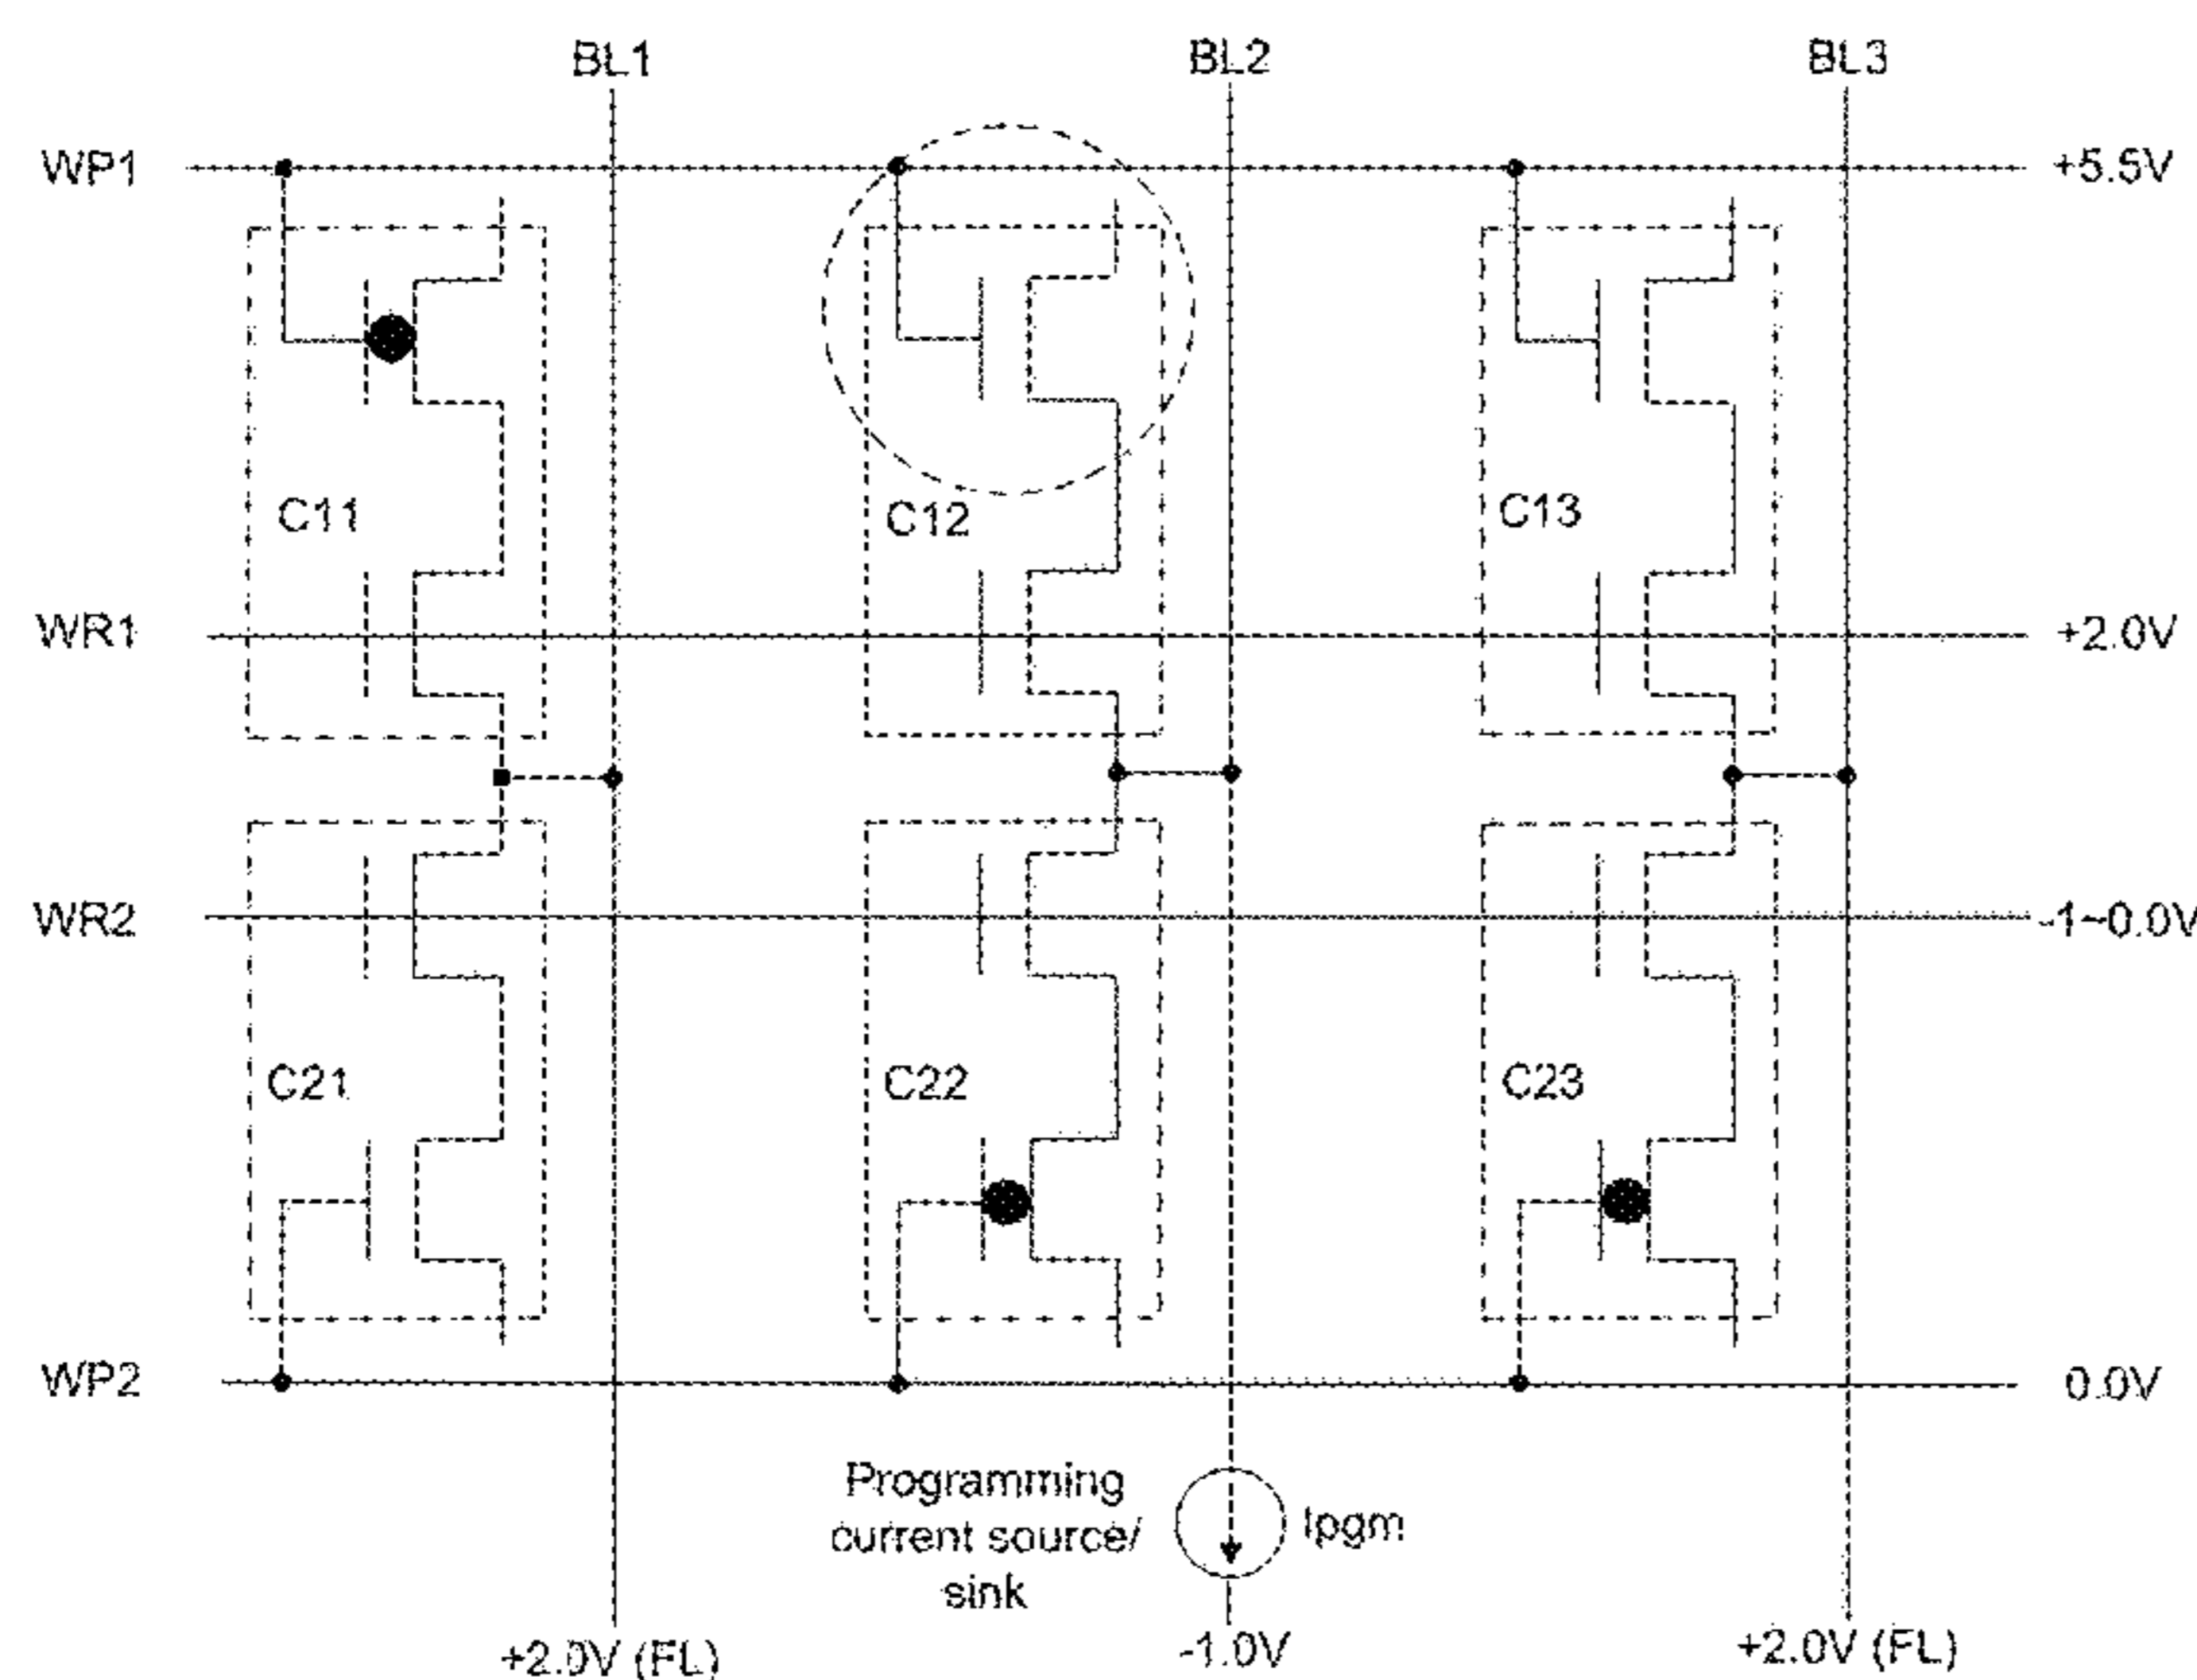 BL1 BL2 BL3
WP1 +5.5V
C11 C12 C13
WR1 +2.0V
WR2 -1~0.0V
C21 C22 C23
WP2 0.0V
Programming
current source/
sink
Ipgm
+2.0V (FL) -1.0V +2.0V (FL)